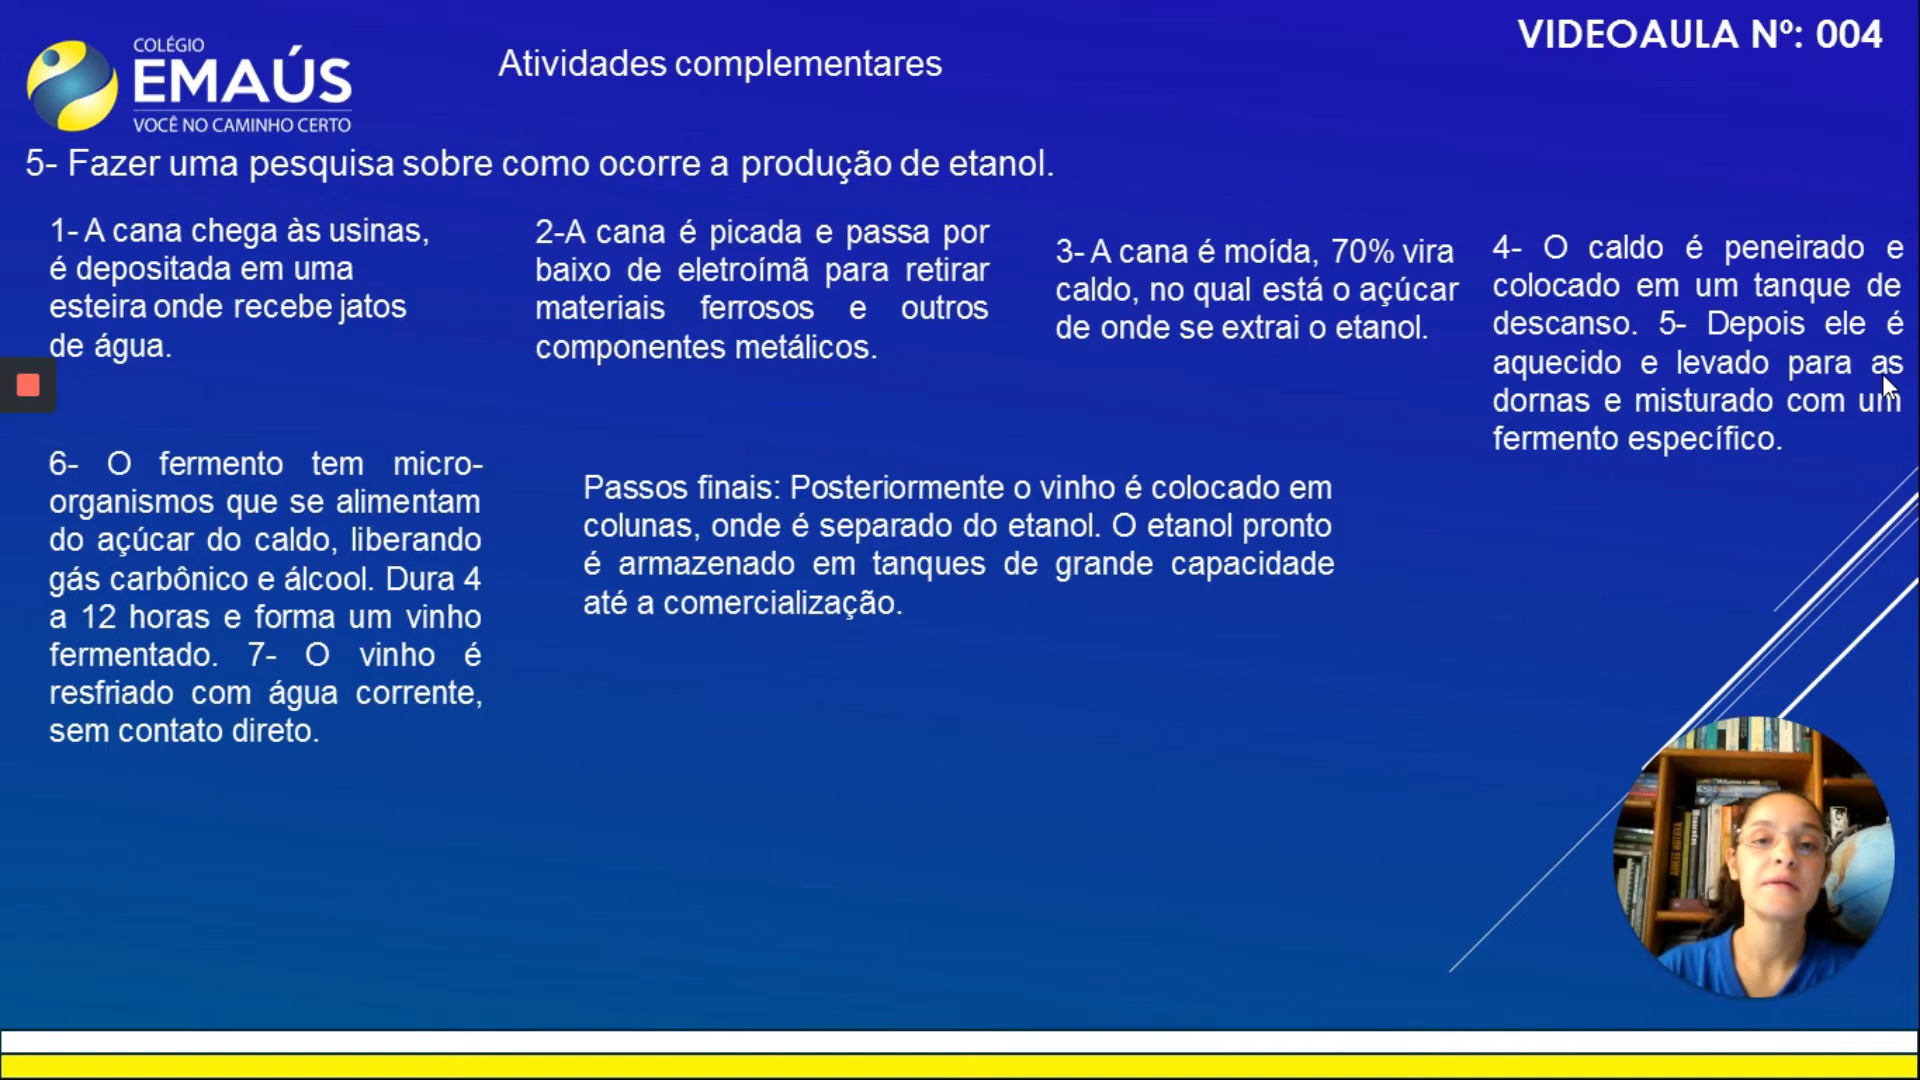 COLÉGIO
EMAÚS
VOCÊ NO CAMINHO CERTO
Atividades complementares
VIDEOAULA Nº: 004
5- Fazer uma pesquisa sobre como ocorre a produção de etanol.
1- A cana chega às usinas,
é depositada em uma
esteira onde recebe jatos
de água.
2-A cana é picada e passa por
baixo de eletroímã para retirar
materiais ferrosos e outros
componentes metálicos.
3- A cana é moída, 70% vira
caldo, no qual está o açúcar
de onde se extrai o etanol.
4- O caldo é peneirado e
colocado em um tanque de
descanso. 5- Depois ele é
aquecido e levado para as
dornas e misturado com um
fermento específico.
6- O fermento tem micro-
organismos que se alimentam
do açúcar do caldo, liberando
gás carbônico e álcool. Dura 4
a 12 horas e forma um vinho
fermentado. 7- O vinho é
resfriado com água corrente,
sem contato direto.
Passos finais: Posteriormente o vinho é colocado em
colunas, onde é separado do etanol. O etanol pronto
é armazenado em tanques de grande capacidade
até a comercialização.